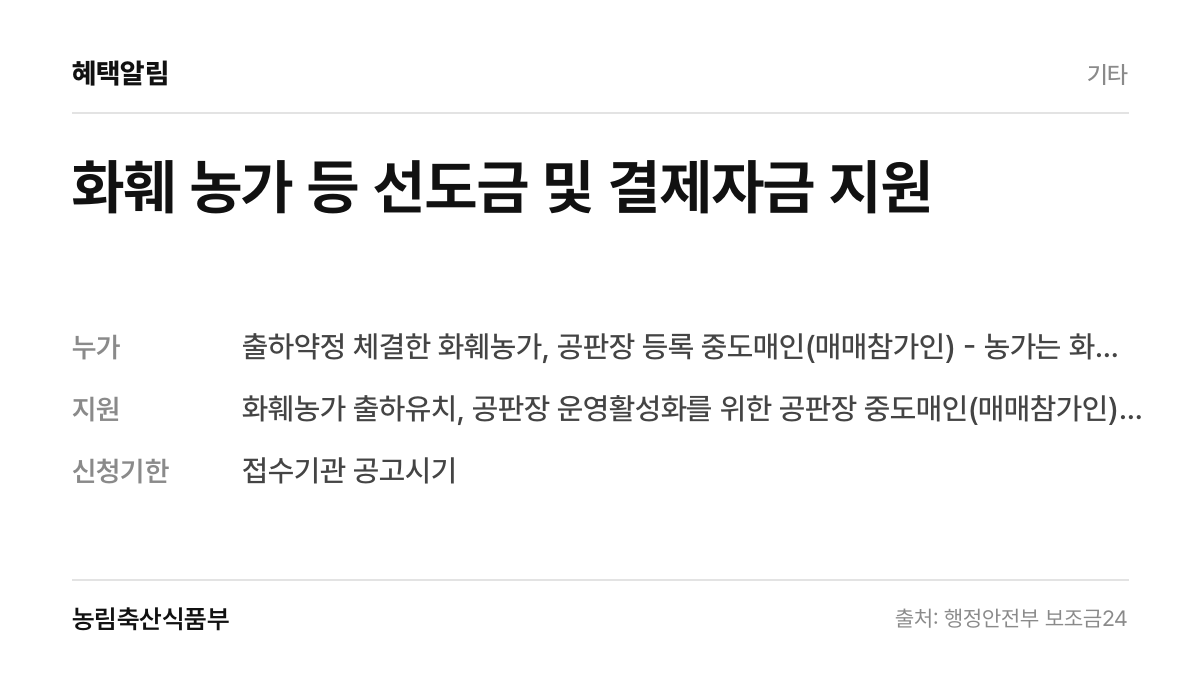 혜택알림
기타
화훼 농가 등 선도금 및 결제자금 지원
누가 출하약정 체결한 화훼농가, 공판장 등록 중도매인(매매참가인) - 농가는 화...
지원 화훼농가 출하유치, 공판장 운영활성화를 위한 공판장 중도매인(매매참가인)...
신청기한 접수기관 공고시기
농림축산식품부
출처: 행정안전부 보조금24